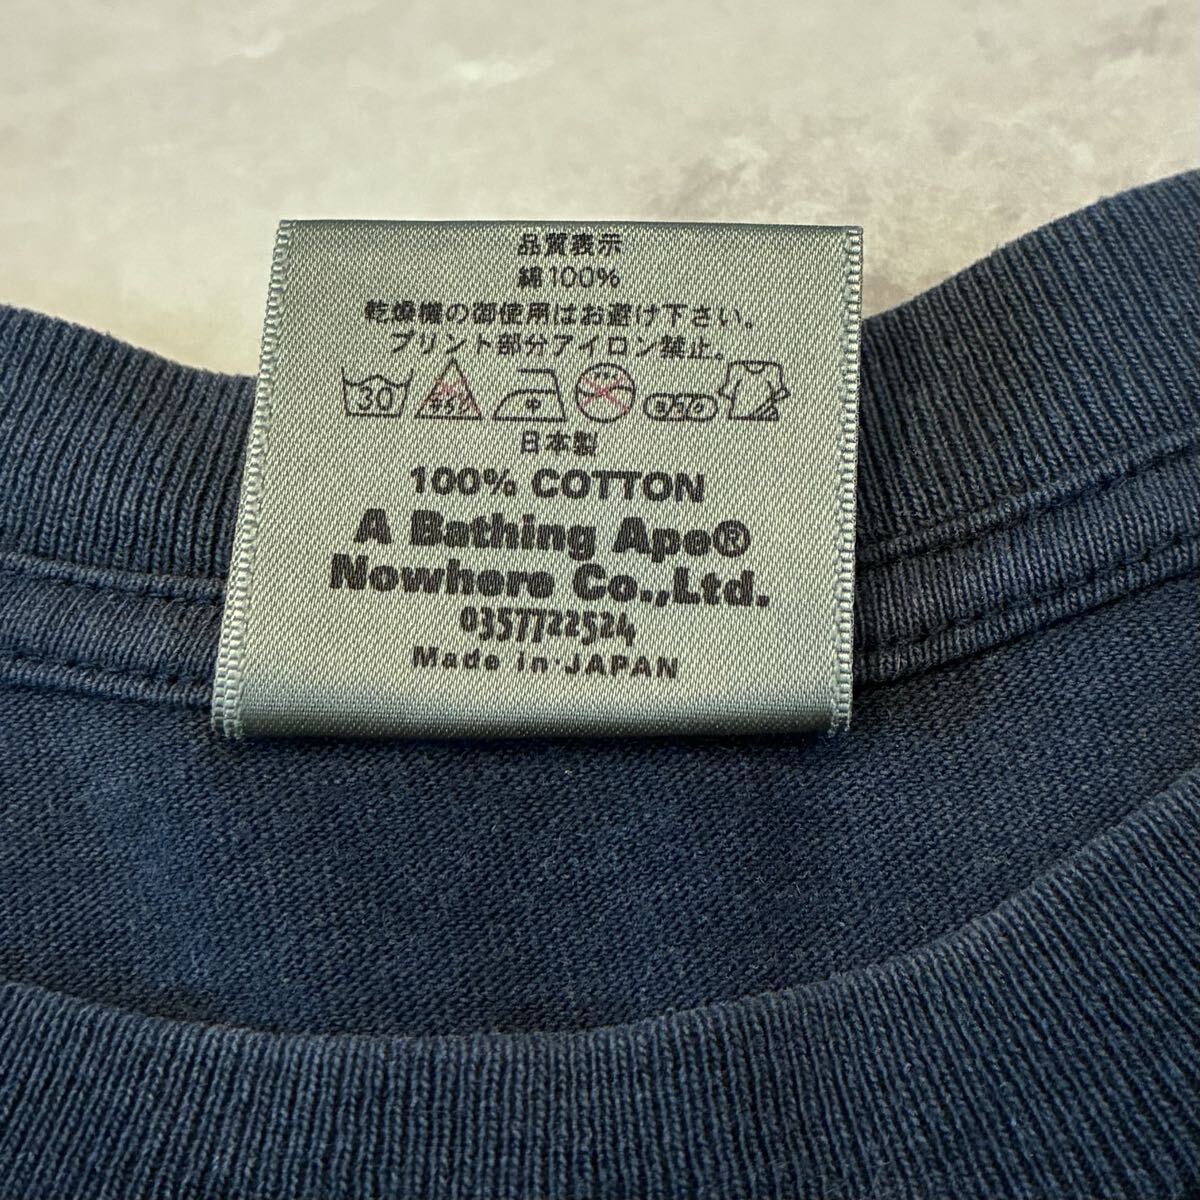 品質表示
綿100%
乾燥機の御使用はお避け下さい。
プリント部分アイロン禁止。
30
日本製
100% COTTON
A Bathing Ape®
Nowhere Co.,Ltd.
0357722524
Made in JAPAN